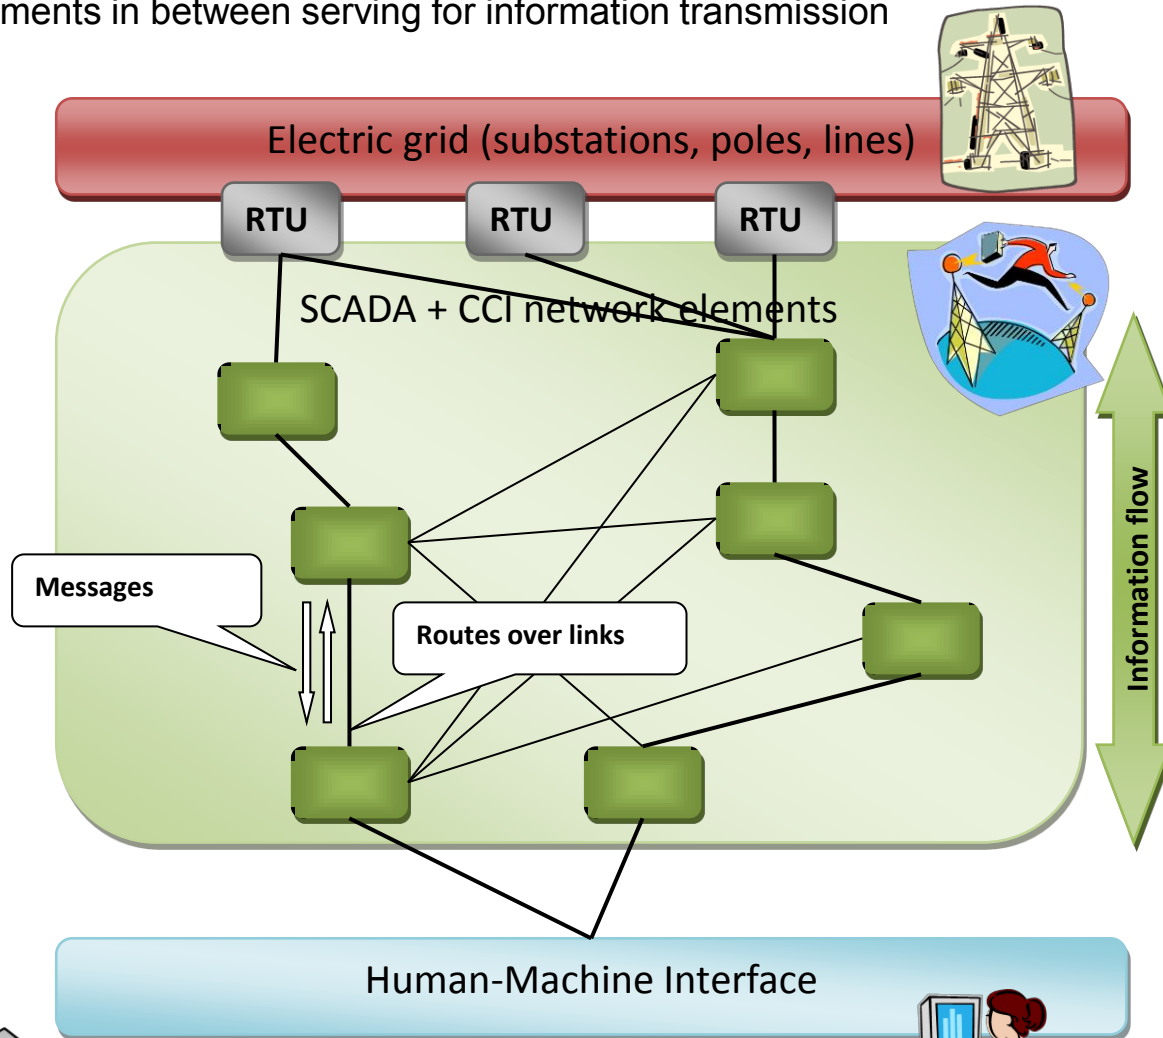 ments in between serving for information transmission
Electric grid (substations, poles, lines)
RTU RTU RTU
SCADA + CCI network elements
Messages
Routes over links
Information flow
Human-Machine Interface